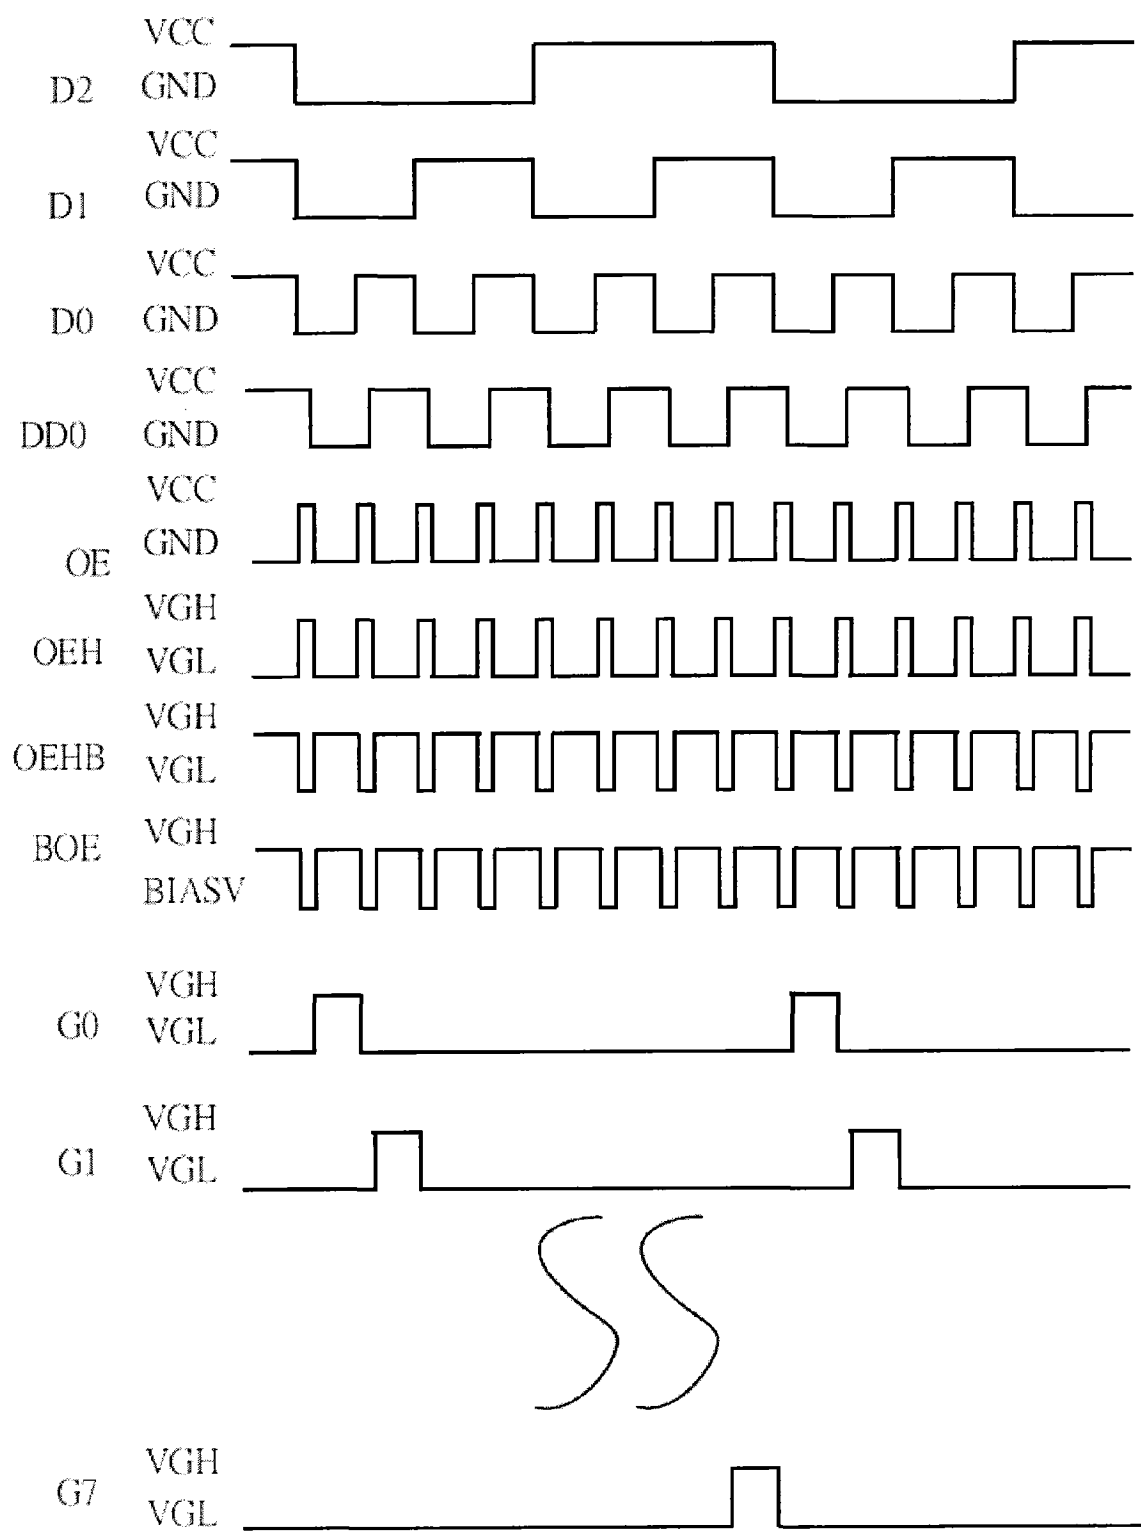 VCC
D2 GND
VCC
D1 GND
VCC
D0 GND
VCC
DD0 GND
VCC
GND
OE
VGH
OEH VGL
VGH
OEHB VGL
BOE VGH
BIASV
VGH
G0 VGL
VGH
G1 VGL
VGH
G7 VGL